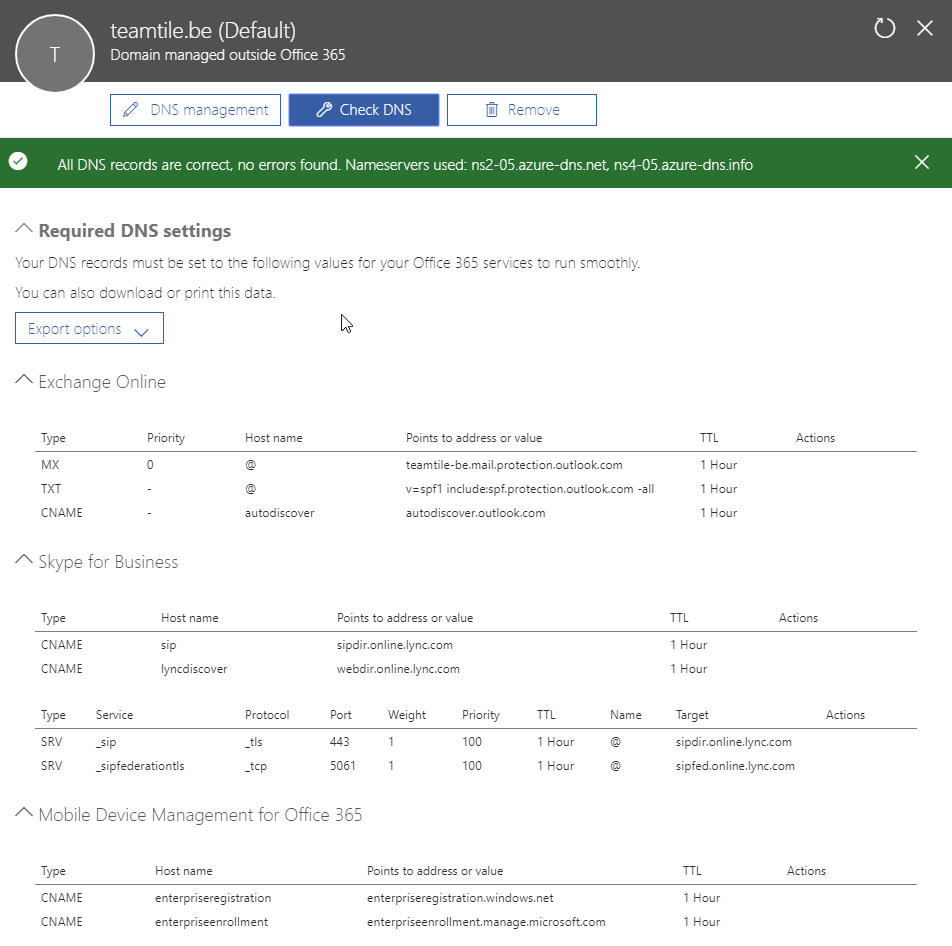 T
teamtile.be (Default)
Domain managed outside Office 365
DNS management
Check DNS
Remove
All DNS records are correct, no errors found. Nameservers used: ns2-05.azure-dns.net, ns4-05.azure-dns.info
Required DNS settings
Your DNS records must be set to the following values for your Office 365 services to run smoothly.
You can also download or print this data.
Export options
Exchange Online
Type Priority Host name Points to address or value TTL Actions
MX 0 @ teamtile-be.mail.protection.outlook.com 1 Hour
TXT - @ v=spf1 include:spf.protection.outlook.com -all 1 Hour
CNAME - autodiscover autodiscover.outlook.com 1 Hour
Skype for Business
Type Host name Points to address or value TTL Actions
CNAME sip sipdir.online.lync.com 1 Hour
CNAME lyncdiscover webdir.online.lync.com 1 Hour
Type Service Protocol Port Weight Priority TTL Name Target Actions
SRV _sip _tls 443 1 100 1 Hour @ sipdir.online.lync.com
SRV _sipfederationtls _tcp 5061 1 100 1 Hour @ sipfed.online.lync.com
Mobile Device Management for Office 365
Type Host name Points to address or value TTL Actions
CNAME enterpriseregistration enterpriseregistration.windows.net 1 Hour
CNAME enterpriseenrollment enterpriseenrollment.manage.microsoft.com 1 Hour